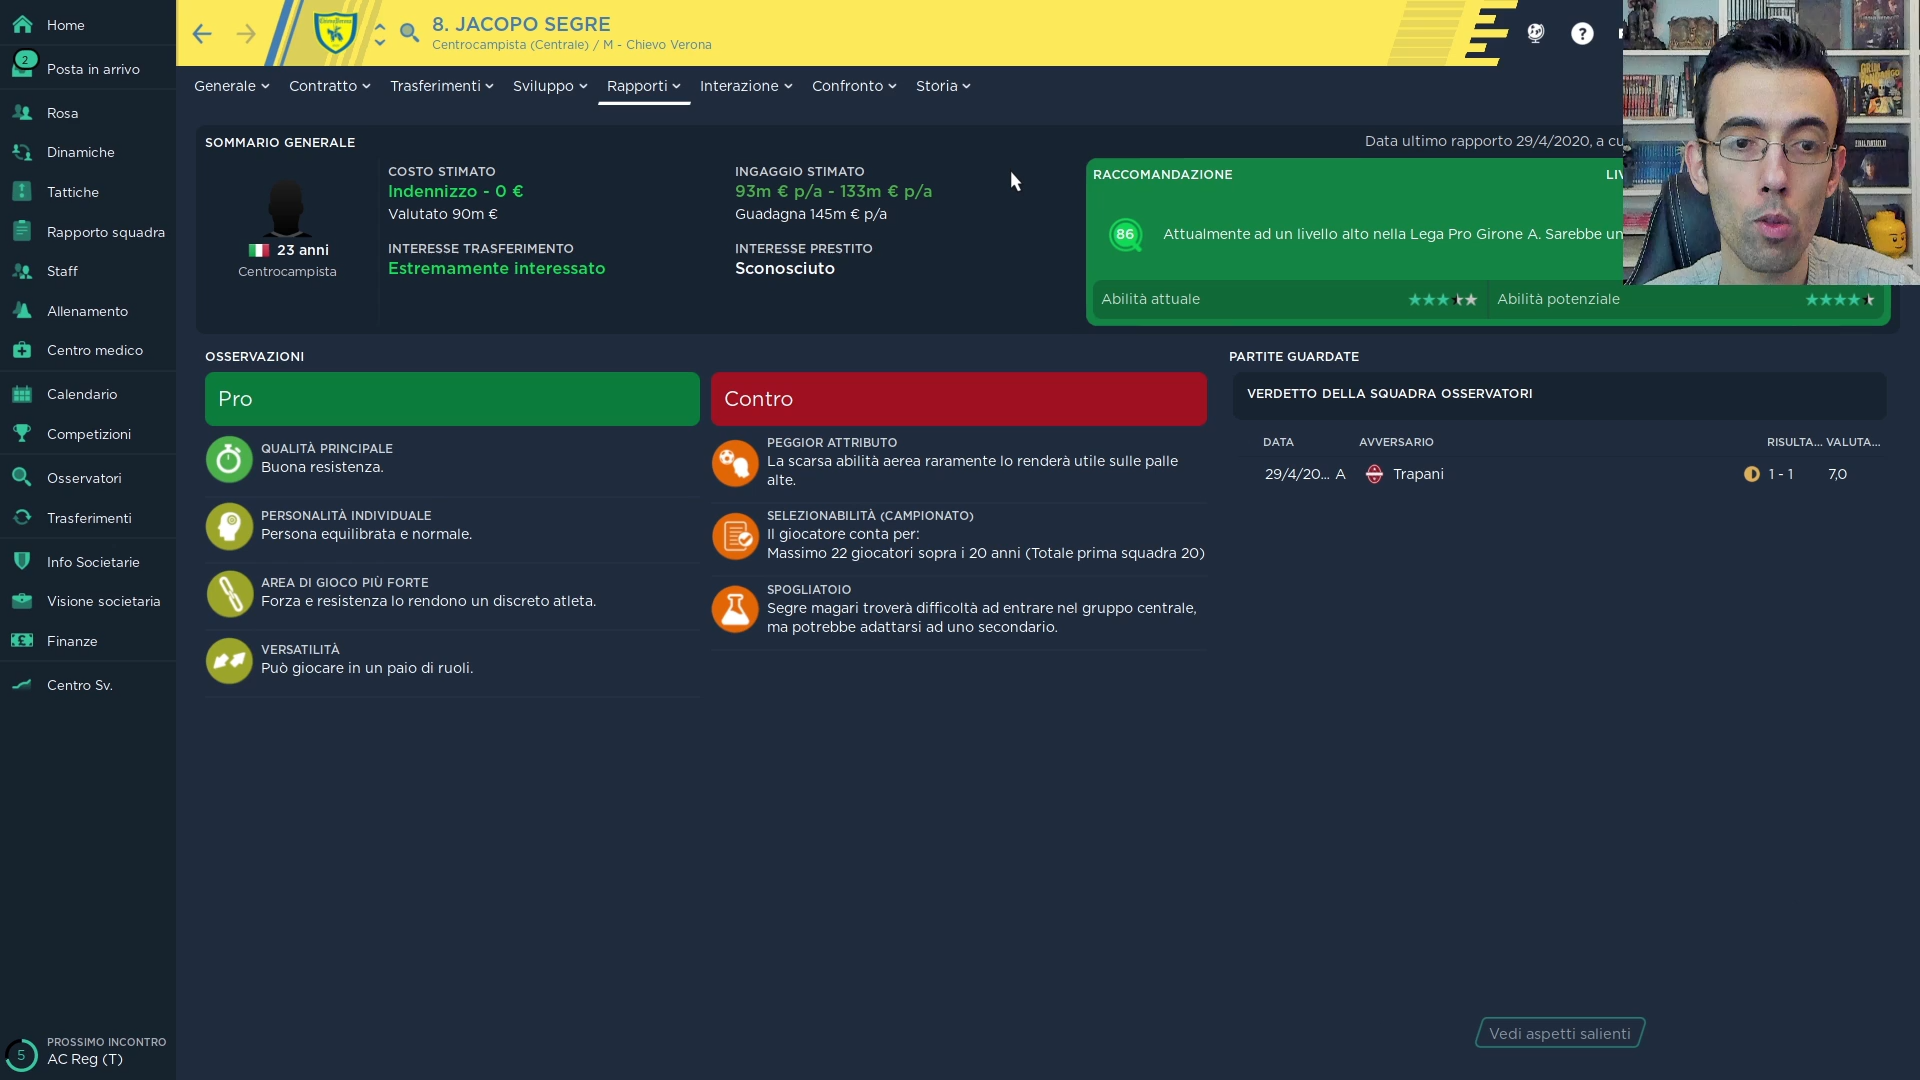 Home
2
Posta in arrivo
Rosa
Dinamiche
Tattiche
Rapporto squadra
Staff
Allenamento
Centro medico
Calendario
Competizioni
Osservatori
Trasferimenti
Info Societarie
Visione societaria
Finanze
Centro Sv.
5
PROSSIMO INCONTRO
AC Reg (T)
8. JACOPO SEGRE
Centrocampista (Centrale) / M - Chievo Verona
?
Generale
Contratto
Trasferimenti
Sviluppo
Rapporti
Interazione
Confronto
Storia
SOMMARIO GENERALE
Data ultimo rapporto 29/4/2020, a cu
23 anni
Centrocampista
COSTO STIMATO
Indennizzo - 0 €
Valutato 90m €
INGAGGIO STIMATO
93m € p/a - 133m € p/a
Guadagna 145m € p/a
INTERESSE TRASFERIMENTO
Estremamente interessato
INTERESSE PRESTITO
Sconosciuto
RACCOMANDAZIONE
LIV
86
Attualmente ad un livello alto nella Lega Pro Girone A. Sarebbe un
Abilità attuale
Abilità potenziale
OSSERVAZIONI
Pro
QUALITÀ PRINCIPALE
Buona resistenza.
PERSONALITÀ INDIVIDUALE
Persona equilibrata e normale.
AREA DI GIOCO PIÙ FORTE
Forza e resistenza lo rendono un discreto atleta.
VERSATILITÀ
Può giocare in un paio di ruoli.
Contro
PEGGIOR ATTRIBUTO
La scarsa abilità aerea raramente lo renderà utile sulle palle
alte.
SELEZIONABILITÀ (CAMPIONATO)
Il giocatore conta per:
Massimo 22 giocatori sopra i 20 anni (Totale prima squadra 20)
SPOGLIATOIO
Segre magari troverà difficoltà ad entrare nel gruppo centrale,
ma potrebbe adattarsi ad uno secondario.
PARTITE GUARDATE
VERDETTO DELLA SQUADRA OSSERVATORI
DATA AVVERSARIO RISULTA... VALUTA...
29/4/20... A Trapani 1 - 1 7,0
Vedi aspetti salienti
GRIM
FANDANGO